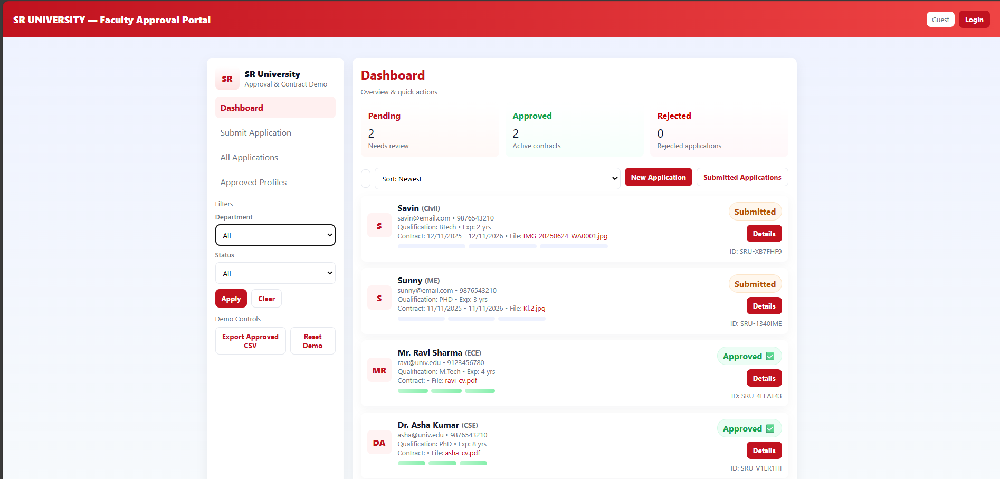 SR UNIVERSITY — Faculty Approval Portal
Guest
Login
SR
SR University
Approval & Contract Demo
Dashboard
Submit Application
All Applications
Approved Profiles
Filters
Department
All
Status
All
Apply
Clear
Demo Controls
Export Approved
CSV
Reset
Demo
Dashboard
Overview & quick actions
Pending
2
Needs review
Approved
2
Active contracts
Rejected
0
Rejected applications
Sort: Newest
New Application
Submitted Applications
S
Savin (Civil)
savin@email.com • 9876543210
Qualification: Btech • Exp: 2 yrs
Contract: 12/11/2025 - 12/11/2026 • File: IMG-20250624-WA0001.jpg
Submitted
Details
ID: SRU-XB7FHF9
S
Sunny (ME)
sunny@email.com • 9876543210
Qualification: PHD • Exp: 3 yrs
Contract: 11/11/2025 - 11/11/2026 • File: Kl.2.jpg
Submitted
Details
ID: SRU-1340IME
MR
Mr. Ravi Sharma (ECE)
ravi@univ.edu • 9123456780
Qualification: M.Tech • Exp: 4 yrs
Contract: • File: ravi_cv.pdf
Approved ✅
Details
ID: SRU-4LEAT43
DA
Dr. Asha Kumar (CSE)
asha@univ.edu • 9876543210
Qualification: PhD • Exp: 8 yrs
Contract: • File: asha_cv.pdf
Approved ✅
Details
ID: SRU-V1ER1HI